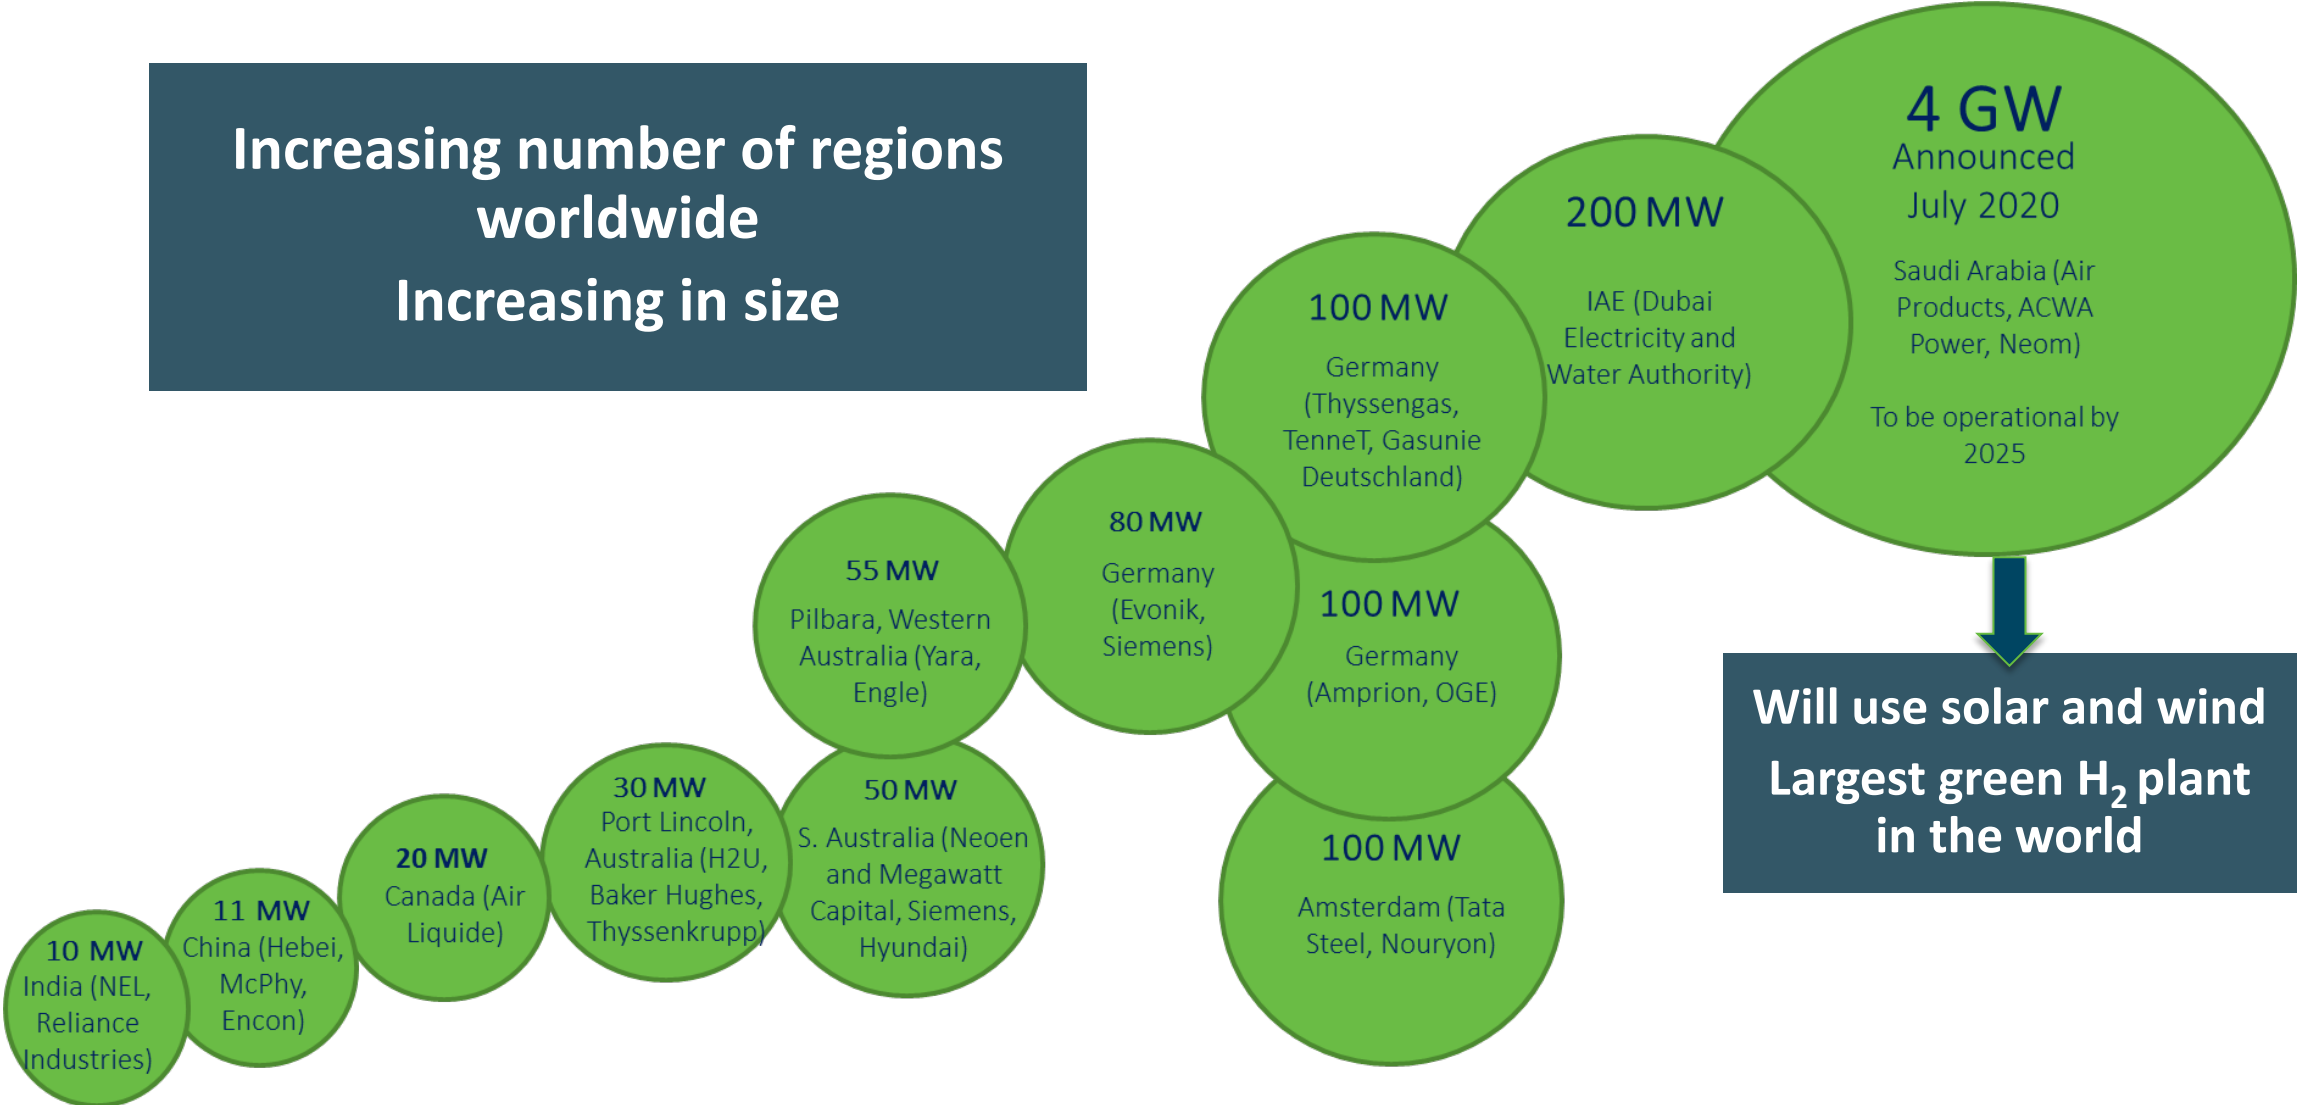 Increasing number of regions
worldwide
Increasing in size
10 MW
India (NEL,
Reliance
Industries)
11 MW
China (Hebei,
McPhy,
Encon)
20 MW
Canada (Air
Liquide)
30 MW
Port Lincoln,
Australia (H2U,
Baker Hughes,
Thyssenkrupp)
50 MW
S. Australia (Neoen
and Megawatt
Capital, Siemens,
Hyundai)
55 MW
Pilbara, Western
Australia (Yara,
Engle)
80 MW
Germany
(Evonik,
Siemens)
100 MW
Germany
(Thyssengas,
TenneT, Gasunie
Deutschland)
100 MW
Germany
(Amprion, OGE)
100 MW
Amsterdam (Tata
Steel, Nouryon)
200 MW
IAE (Dubai
Electricity and
Water Authority)
4 GW
Announced
July 2020
Saudi Arabia (Air
Products, ACWA
Power, Neom)
To be operational by
2025
Will use solar and wind
Largest green H₂ plant
in the world